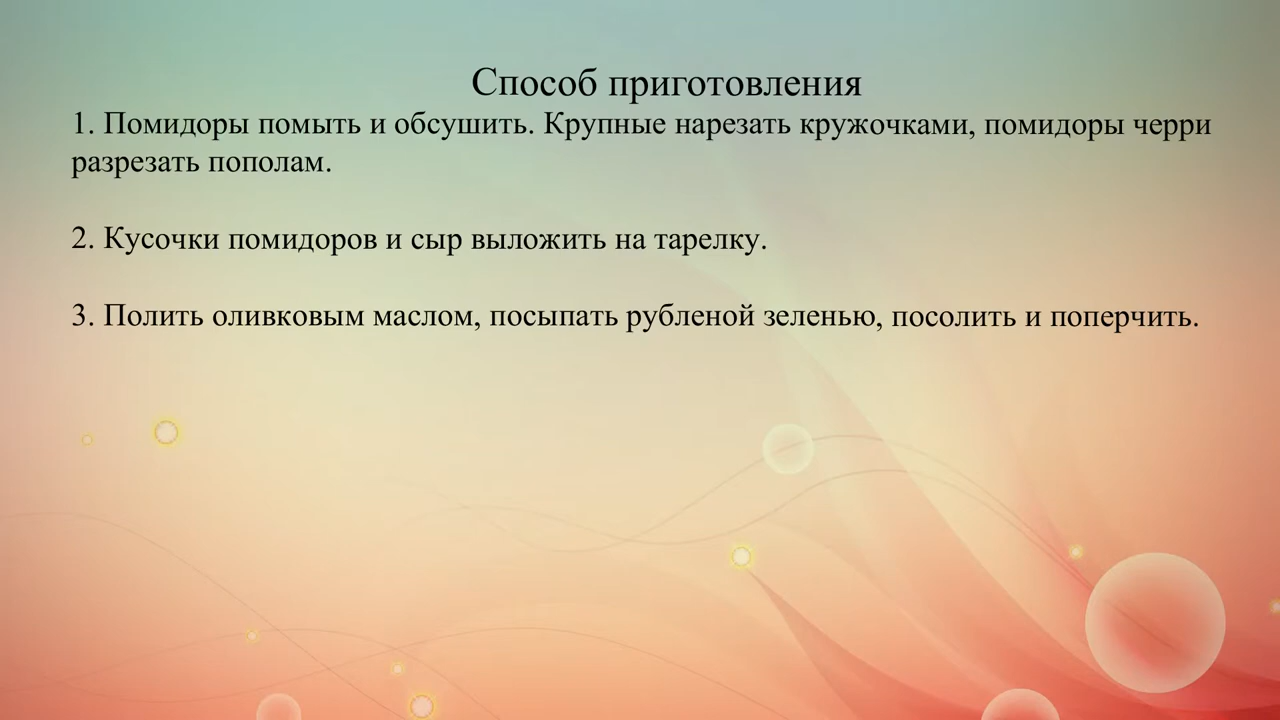 Способ приготовления
1. Помидоры помыть и обсушить. Крупные нарезать кружочками, помидоры черри
разрезать пополам.
2. Кусочки помидоров и сыр выложить на тарелку.
3. Полить оливковым маслом, посыпать рубленой зеленью, посолить и поперчить.